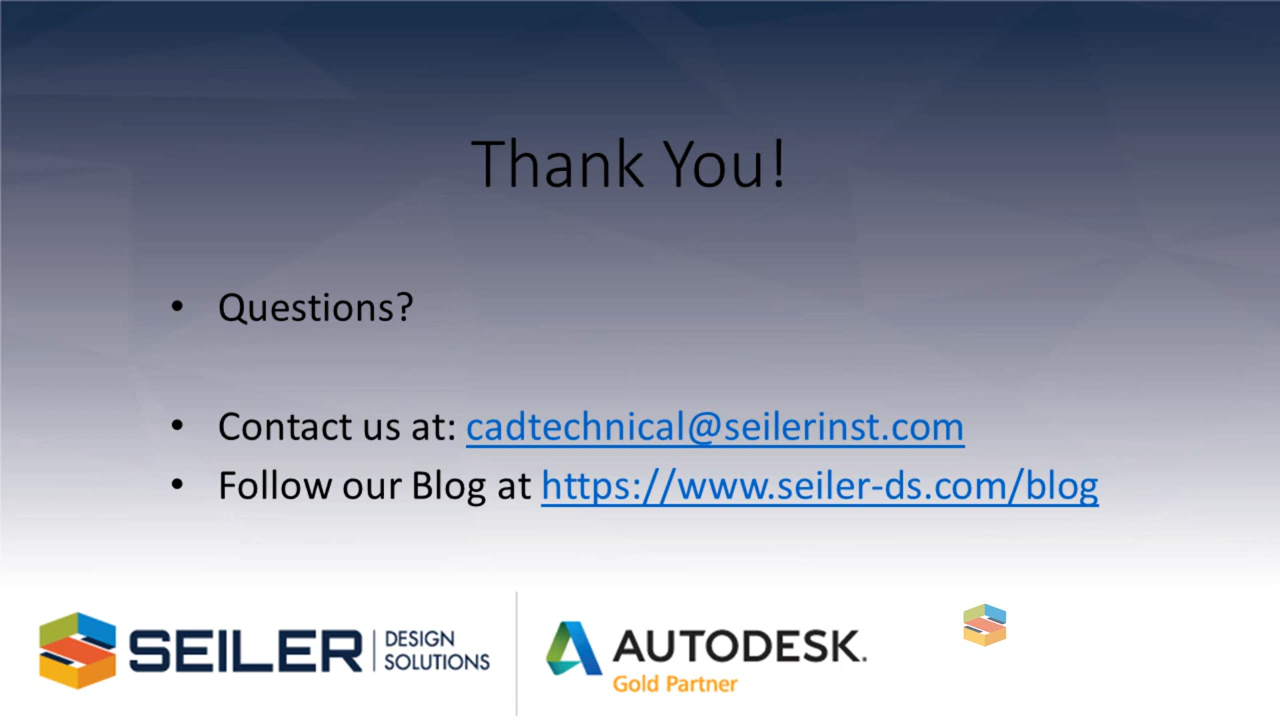 Thank You!
• Questions?
• Contact us at: cadtechnical@seilerinst.com
• Follow our Blog at https://www.seiler-ds.com/blog
SEILER DESIGN SOLUTIONS
AUTODESK.
Gold Partner